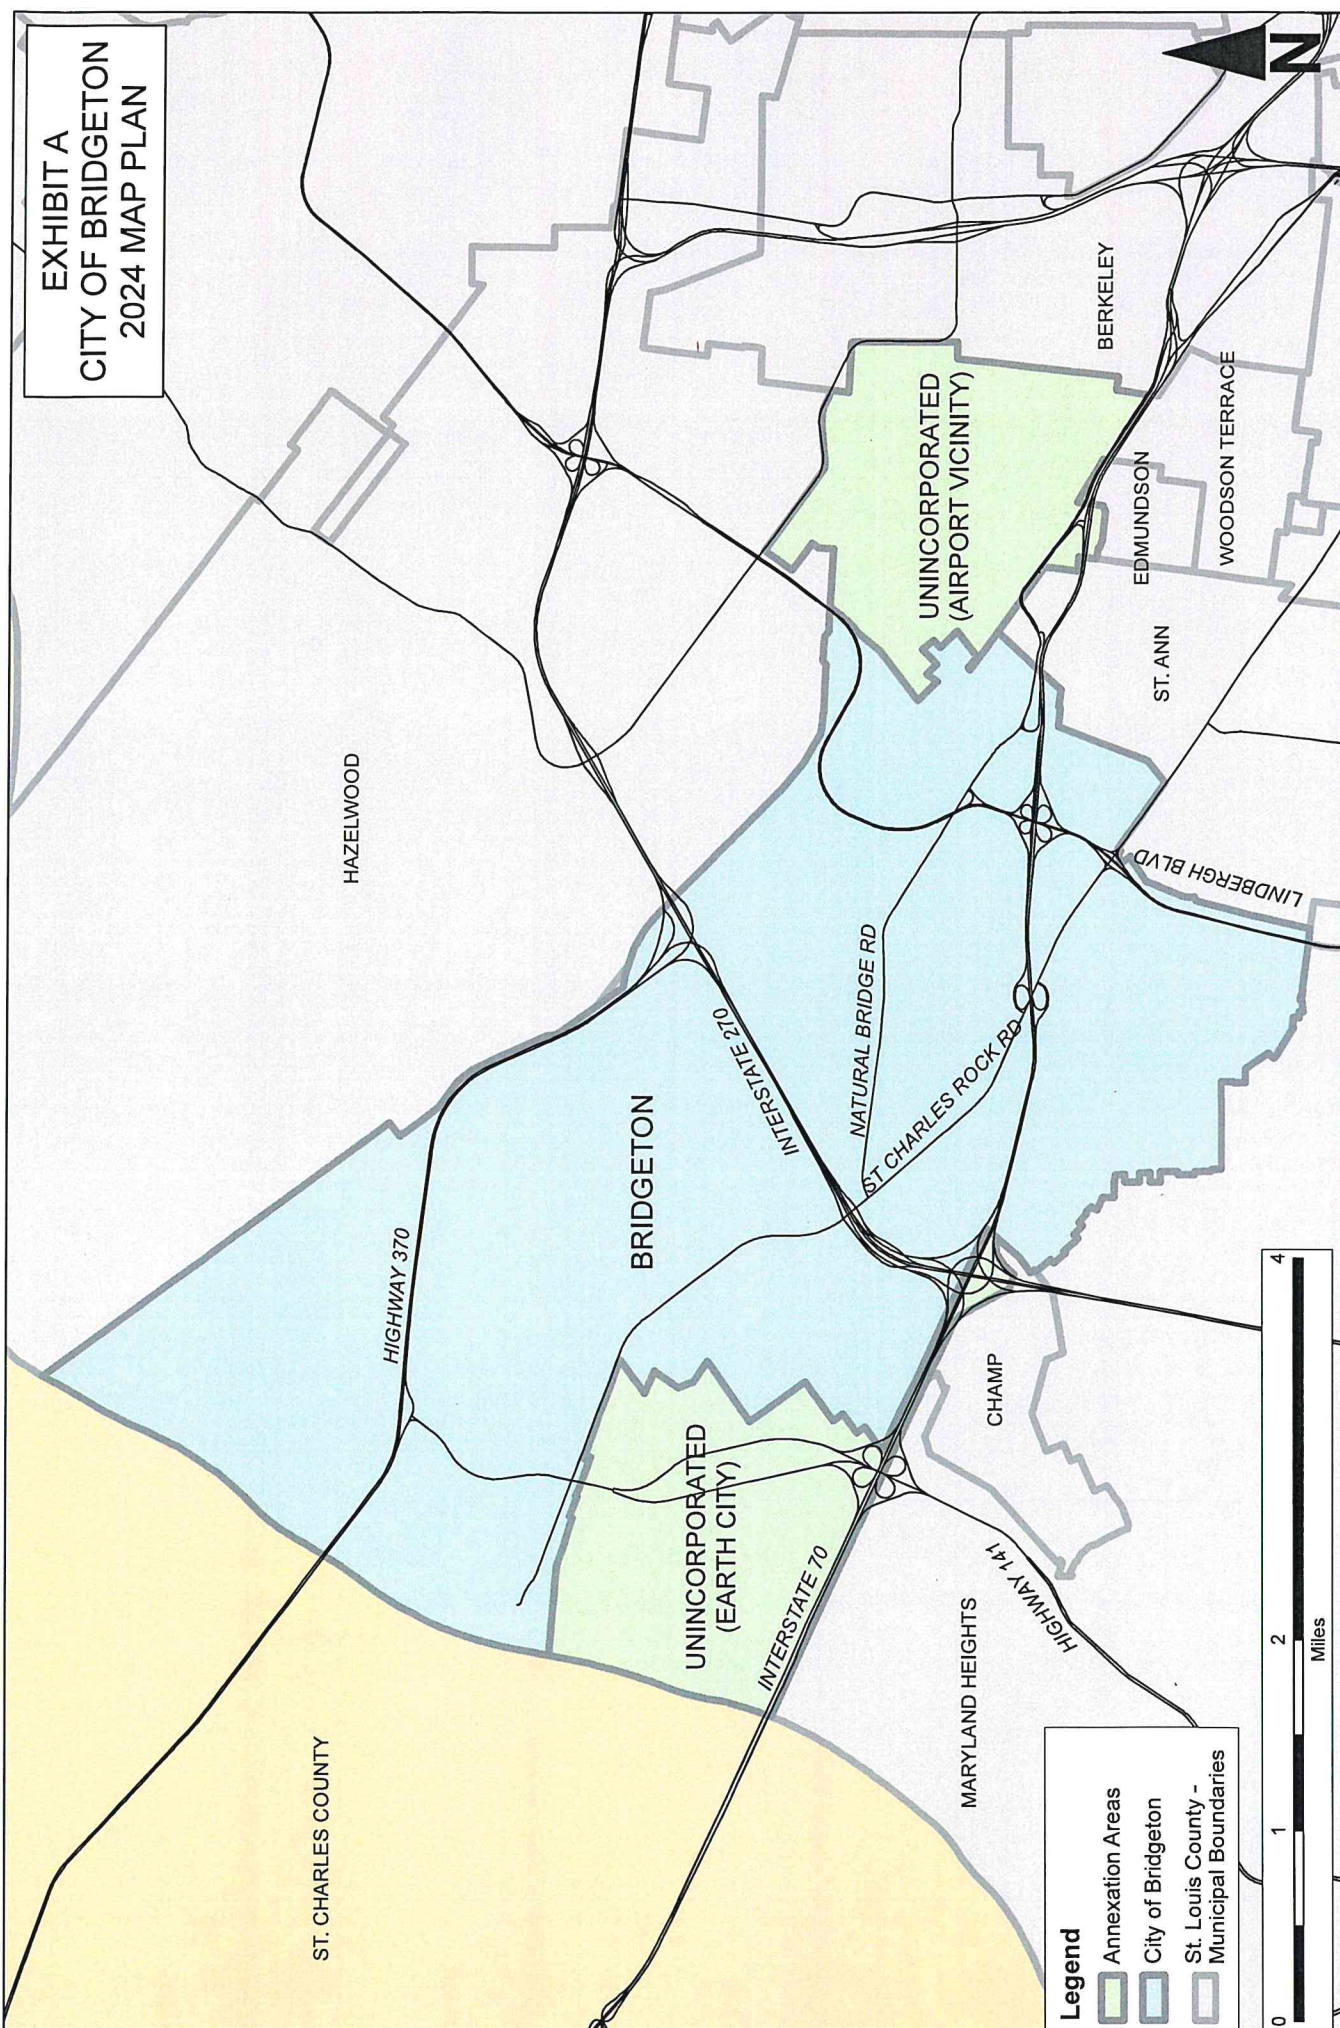 EXHIBIT A
CITY OF BRIDGETON
2024 MAP PLAN
N
HAZELWOOD
ST. CHARLES COUNTY
HIGHWAY 370
BRIDGETON
INTERSTATE 270
NATURAL BRIDGE RD
ST CHARLES ROCK RD
UNINCORPORATED
(EARTH CITY)
INTERSTATE 70
UNINCORPORATED
(AIRPORT VICINITY)
BERKELEY
EDMUNDSON
WOODSON TERRACE
ST. ANN
LINDBERGH BLVD
CHAMP
HIGHWAY 141
MARYLAND HEIGHTS
Legend
Annexation Areas
City of Bridgeton
St. Louis County -
Municipal Boundaries
0
1
2
4
Miles